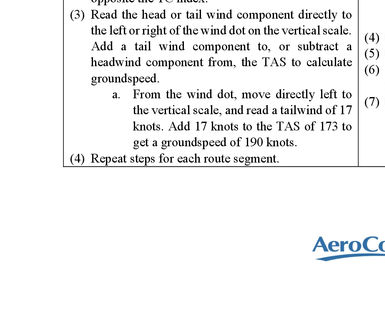 opposite the TC index.
(3) Read the head or tail wind component directly to
the left or right of the wind dot on the vertical scale.
Add a tail wind component to, or subtract a
headwind component from, the TAS to calculate
groundspeed.
a. From the wind dot, move directly left to
the vertical scale, and read a tailwind of 17
knots. Add 17 knots to the TAS of 173 to
get a groundspeed of 190 knots.
(4) Repeat steps for each route segment.
(4)
(5)
(6)
(7)
AeroCo